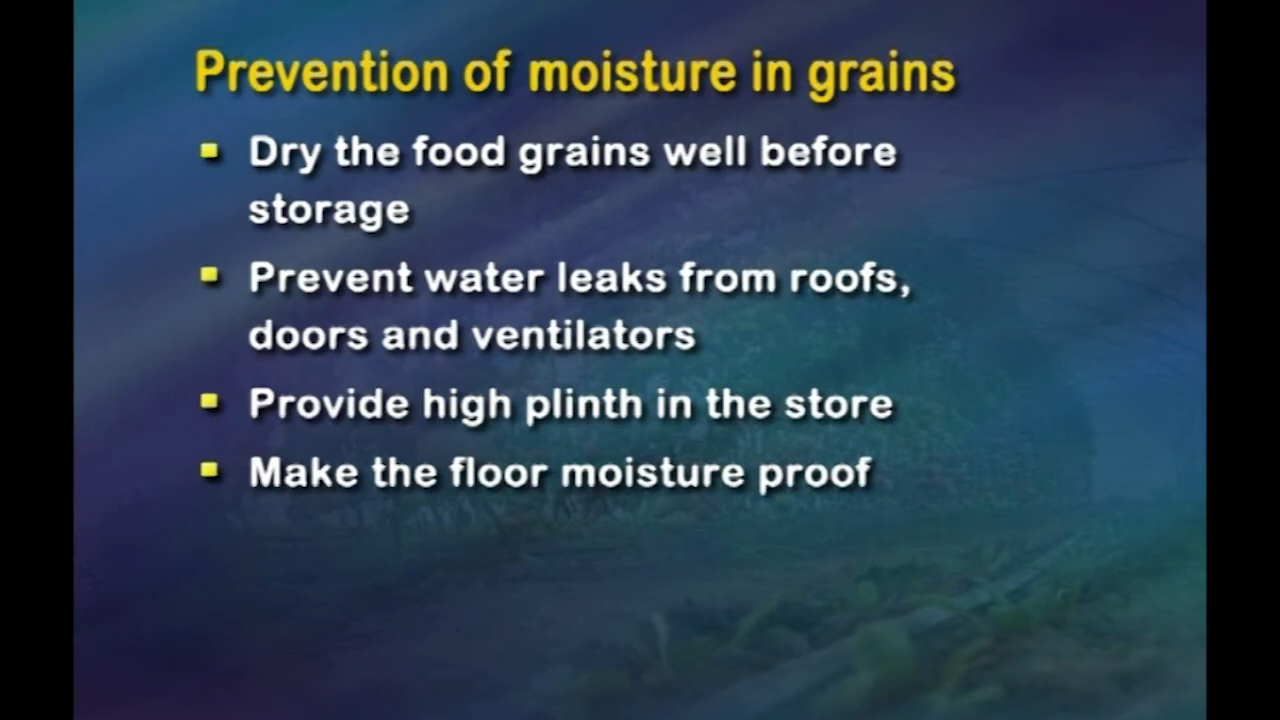 Prevention of moisture in grains
Dry the food grains well before
storage
Prevent water leaks from roofs,
doors and ventilators
Provide high plinth in the store
Make the floor moisture proof